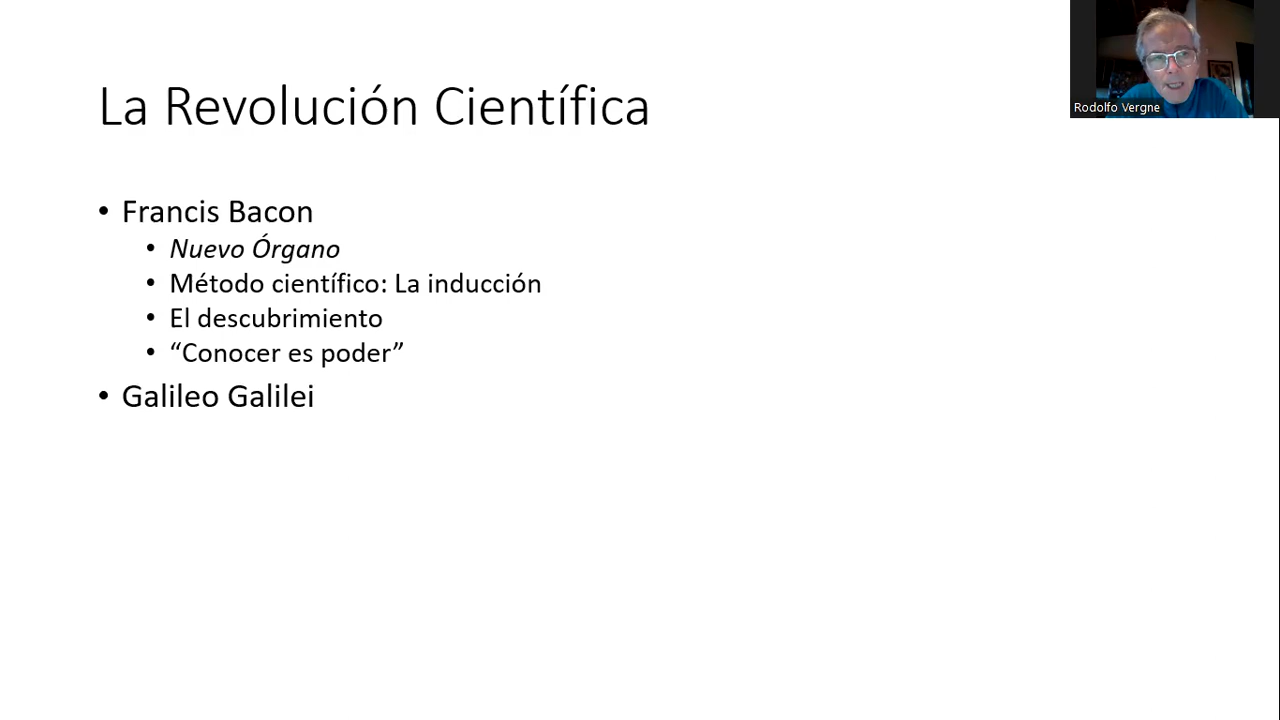 La Revolución Científica
• Francis Bacon
• Nuevo Órgano
• Método científico: La inducción
• El descubrimiento
• “Conocer es poder”
• Galileo Galilei
Rodolfo Vergne